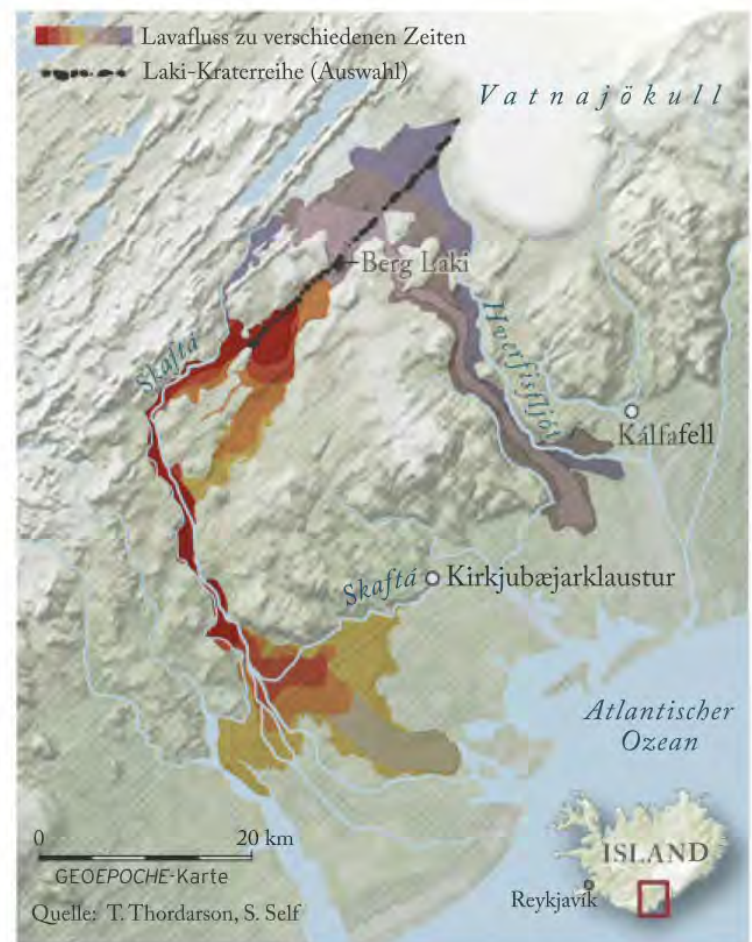 Lavafluss zu verschiedenen Zeiten
Laki-Kraterreihe (Auswahl)
Vatnajökull
Berg Laki
Skaftá
Hverfisfljót
Kálfafell
Skaftá
Kirkjubæjarklaustur
Atlantischer
Ozean
0 20 km
GEOEPOCHE-Karte
Quelle: T. Thordarson, S. Self
ISLAND
Reykjavík